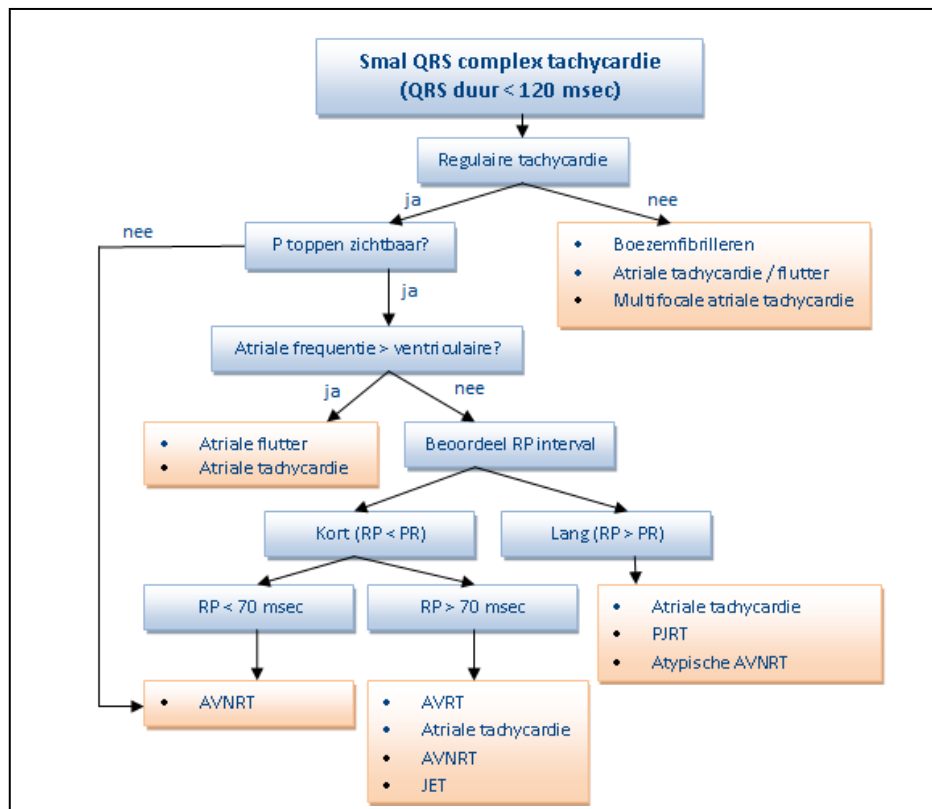 Smal QRS complex tachycardie
(QRS duur < 120 msec)
Regulaire tachycardie
ja
nee
nee
P toppen zichtbaar?
• Boezemfibrilleren
• Atriale tachycardie / flutter
• Multifocale atriale tachycardie
ja
Atriale frequentie > ventriculaire?
ja
nee
• Atriale flutter
• Atriale tachycardie
Beoordeel RP interval
Kort (RP < PR)
Lang (RP > PR)
RP < 70 msec
RP > 70 msec
• Atriale tachycardie
• PJRT
• Atypische AVNRT
• AVNRT
• AVRT
• Atriale tachycardie
• AVNRT
• JET